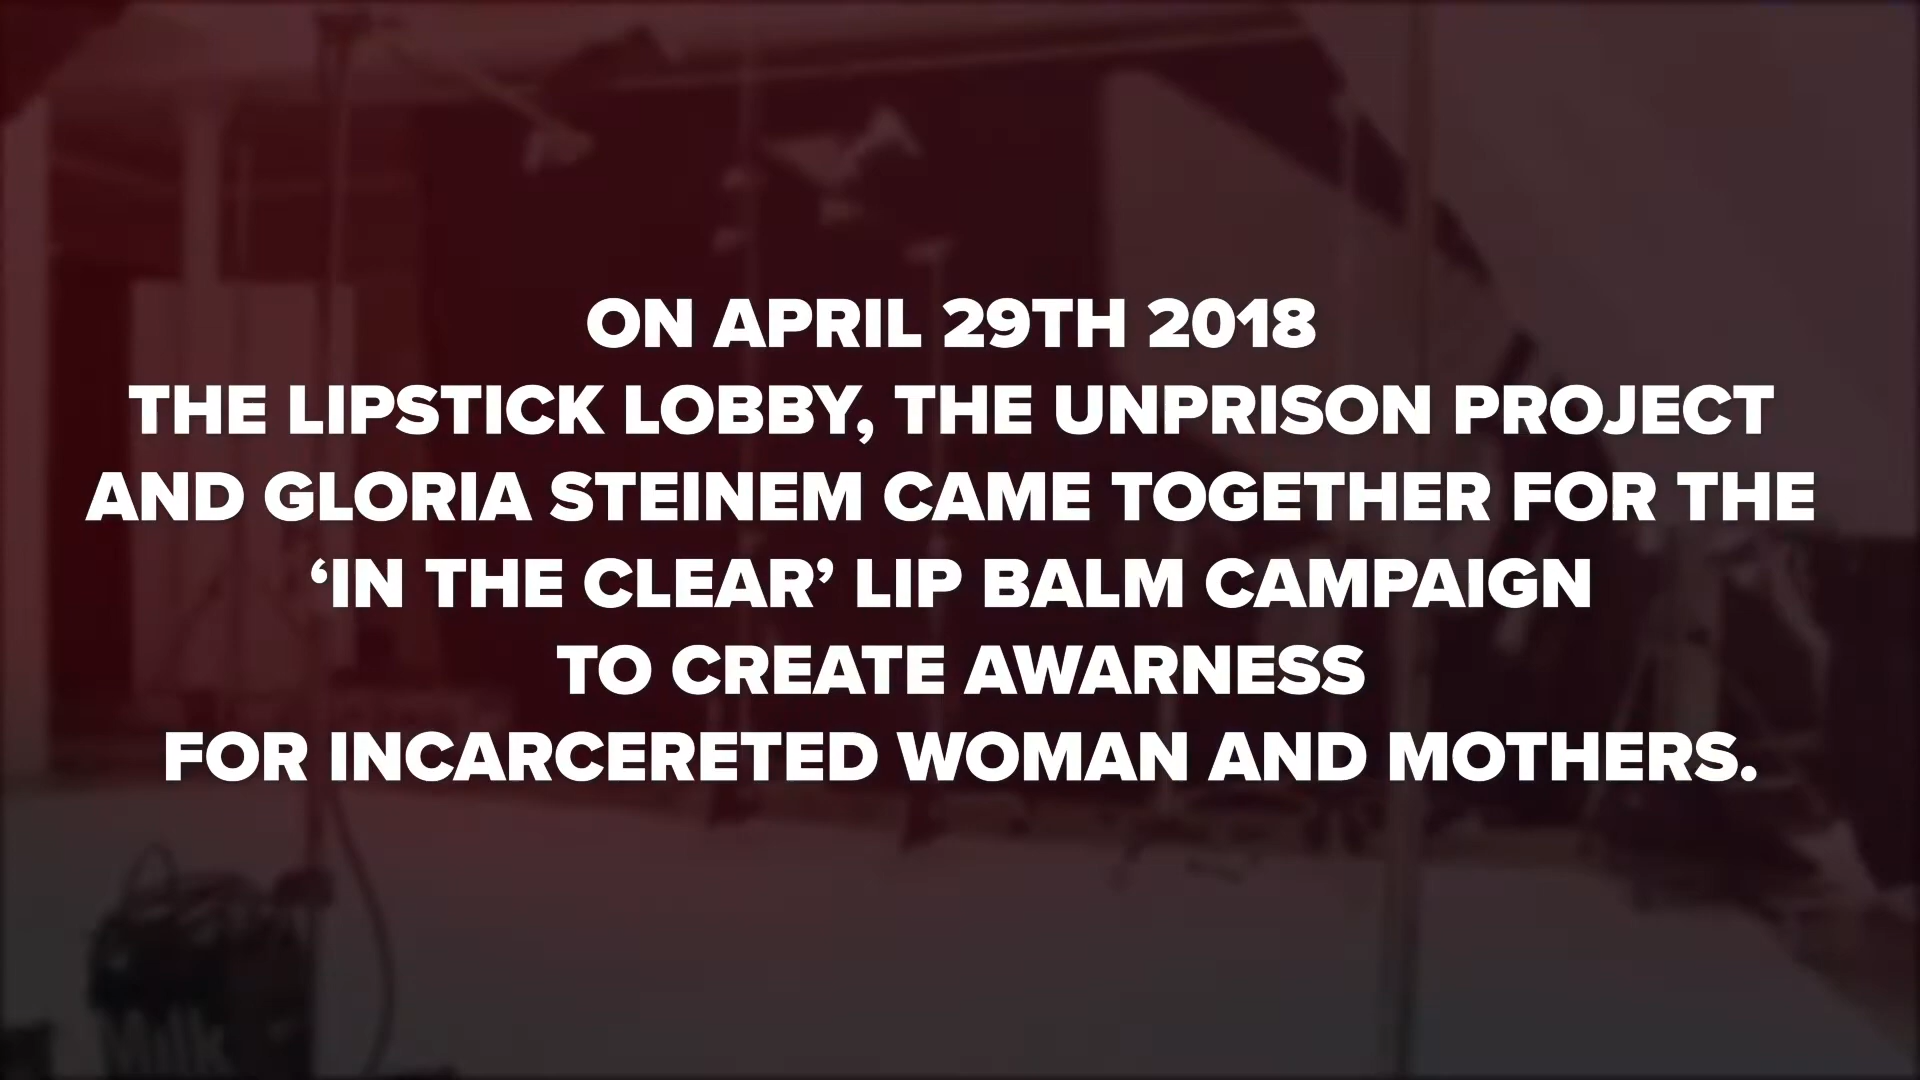 ON APRIL 29TH 2018
THE LIPSTICK LOBBY, THE UNPRISON PROJECT
AND GLORIA STEINEM CAME TOGETHER FOR THE
‘IN THE CLEAR’ LIP BALM CAMPAIGN
TO CREATE AWARNESS
FOR INCARCERETED WOMAN AND MOTHERS.
Milk